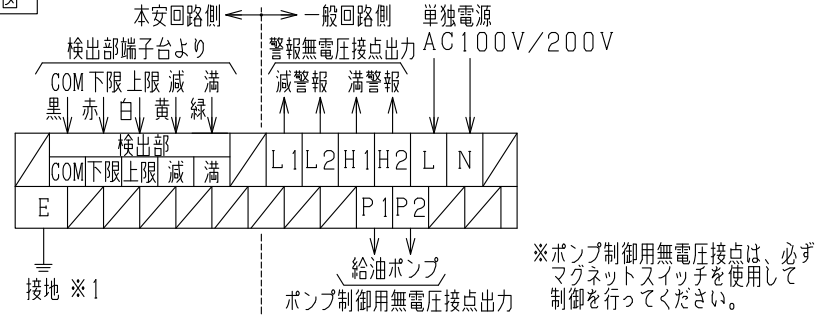 図
本安回路側 一般回路側 単独電源
AC100V/200V
検出部端子台より 警報無電圧接点出力
COM 下限 上限 減 満 減警報 満警報
黒 赤 白 黄 緑
検出部
COM 下限 上限 減 満 L1 L2 H1 H2 L N
E P1 P2
給油ポンプ
接地 ※1
ポンプ制御用無電圧接点出力
※ポンプ制御用無電圧接点は、必ず
マグネットスイッチを使用して
制御を行ってください。